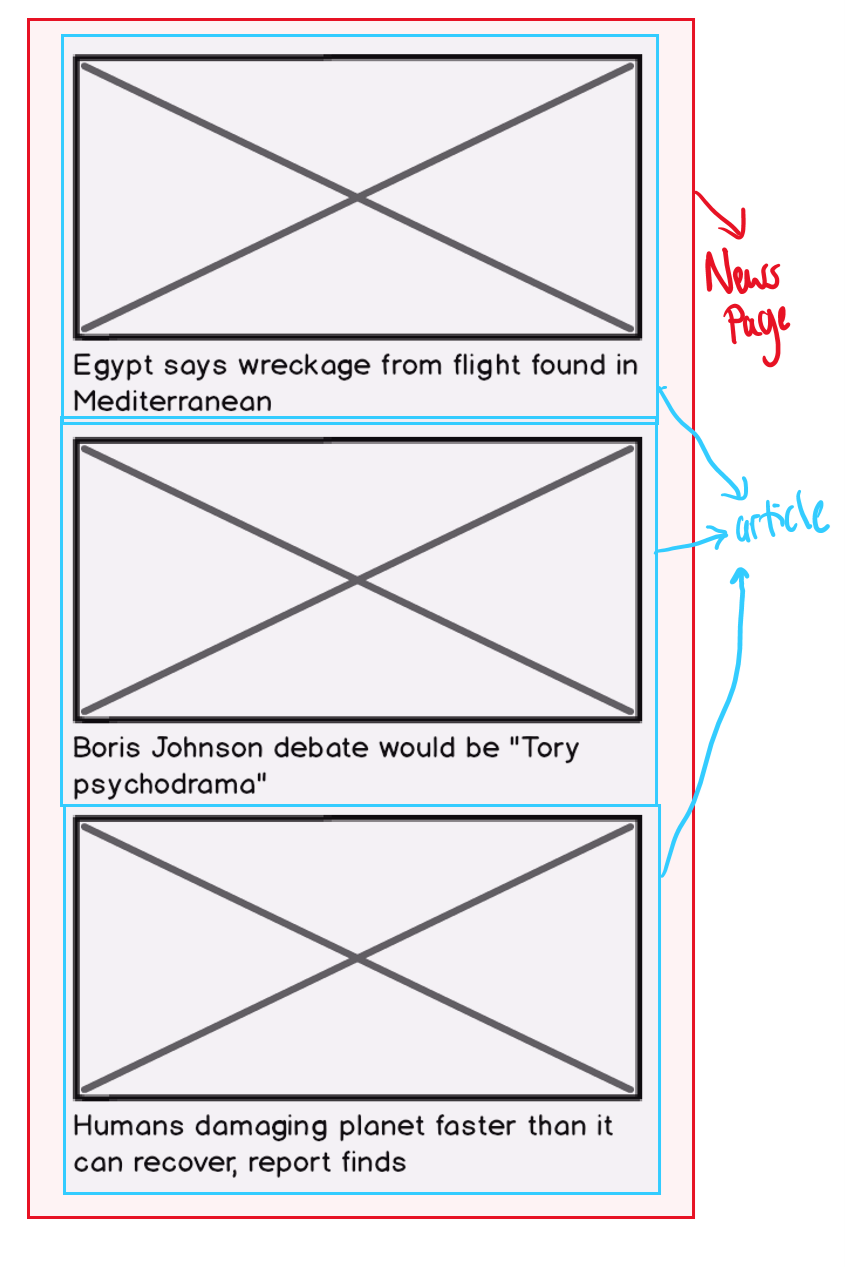 Egypt says wreckage from flight found in
Mediterranean
Boris Johnson debate would be "Tory
psychodrama"
Humans damaging planet faster than it
can recover, report finds
News
Page
article